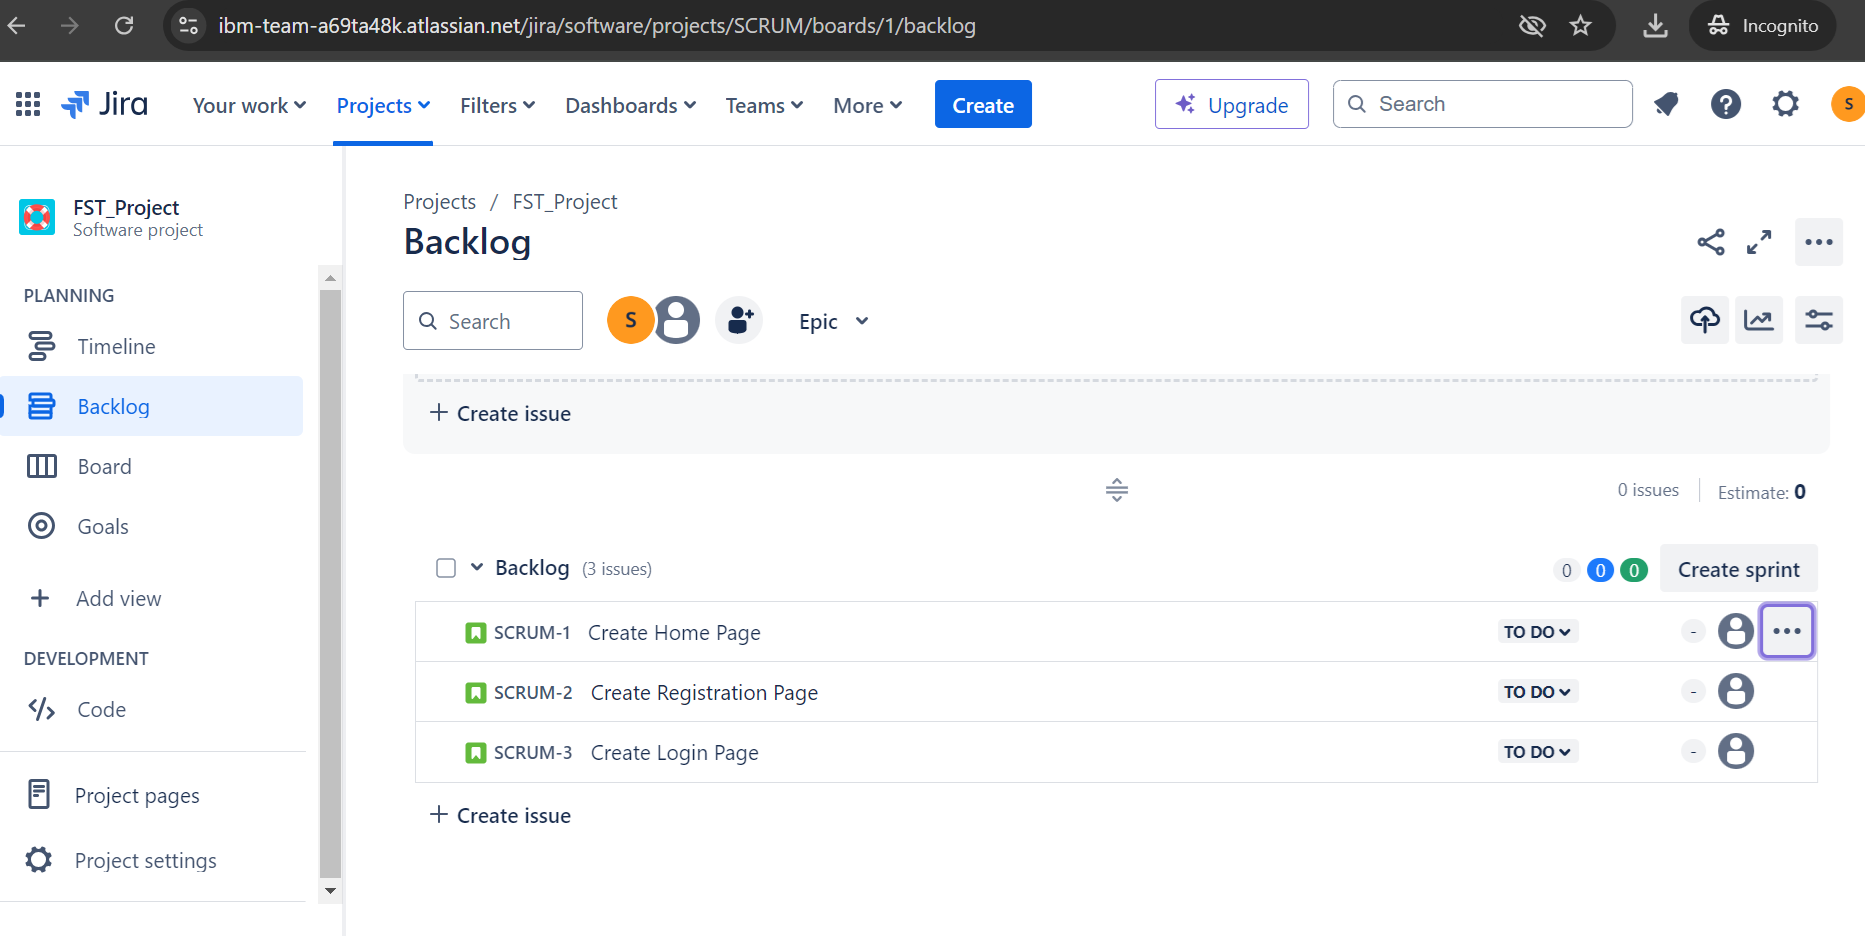 ibm-team-a69ta48k.atlassian.net/jira/software/projects/SCRUM/boards/1/backlog
Incognito
Jira
Your work
Projects
Filters
Dashboards
Teams
More
Create
Upgrade
Search
?
S
FST_Project
Software project
PLANNING
Timeline
Backlog
Board
Goals
Add view
DEVELOPMENT
Code
Project pages
Project settings
Projects / FST_Project
Backlog
Search
S
Epic
+ Create issue
0 issues
Estimate: 0
Backlog (3 issues)
0 0 0
Create sprint
SCRUM-1 Create Home Page TO DO -
SCRUM-2 Create Registration Page TO DO -
SCRUM-3 Create Login Page TO DO -
+ Create issue